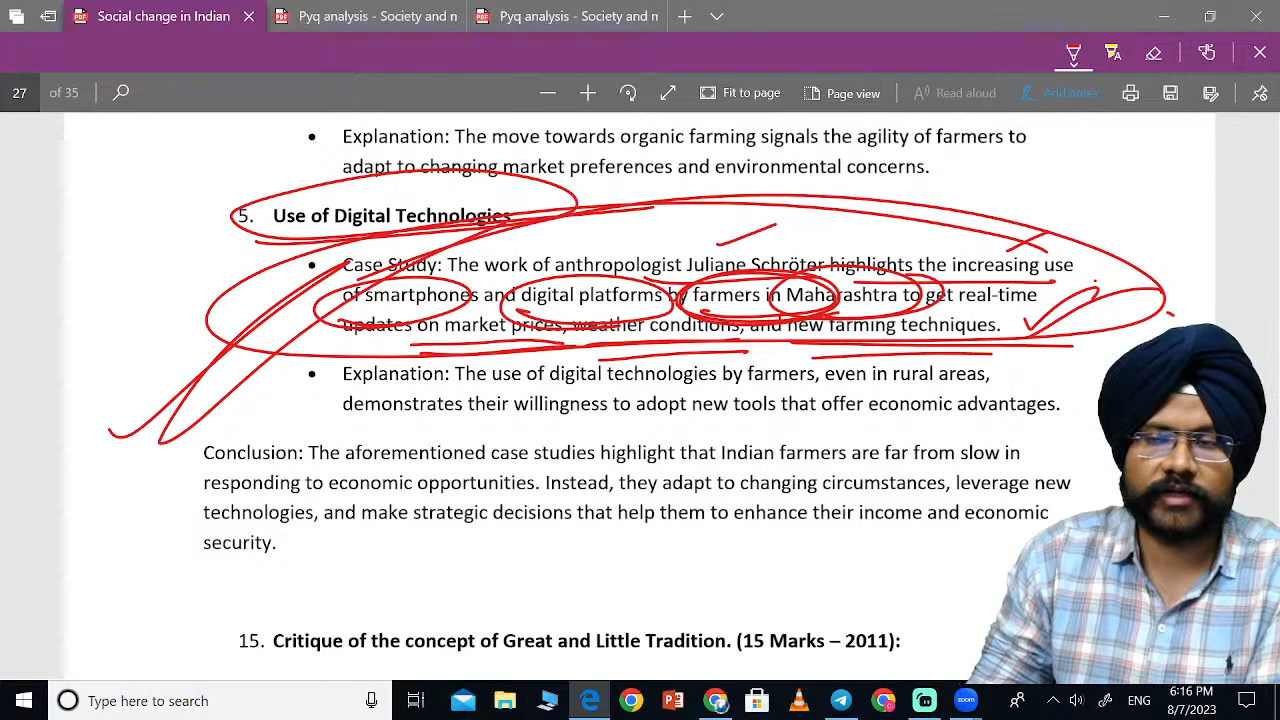 Social change in Indian
Pyq analysis - Society and n
Pyq analysis - Society and n
27 of 35
Fit to page
Page view
Read aloud
Add notes
• Explanation: The move towards organic farming signals the agility of farmers to
adapt to changing market preferences and environmental concerns.
5. Use of Digital Technologies
• Case Study: The work of anthropologist Juliane Schröter highlights the increasing use
of smartphones and digital platforms by farmers in Maharashtra to get real-time
updates on market prices, weather conditions, and new farming techniques.
• Explanation: The use of digital technologies by farmers, even in rural areas,
demonstrates their willingness to adopt new tools that offer economic advantages.
Conclusion: The aforementioned case studies highlight that Indian farmers are far from slow in
responding to economic opportunities. Instead, they adapt to changing circumstances, leverage new
technologies, and make strategic decisions that help them to enhance their income and economic
security.
15. Critique of the concept of Great and Little Tradition. (15 Marks – 2011):
Type here to search
zoom
ENG
6:16 PM
8/7/2023